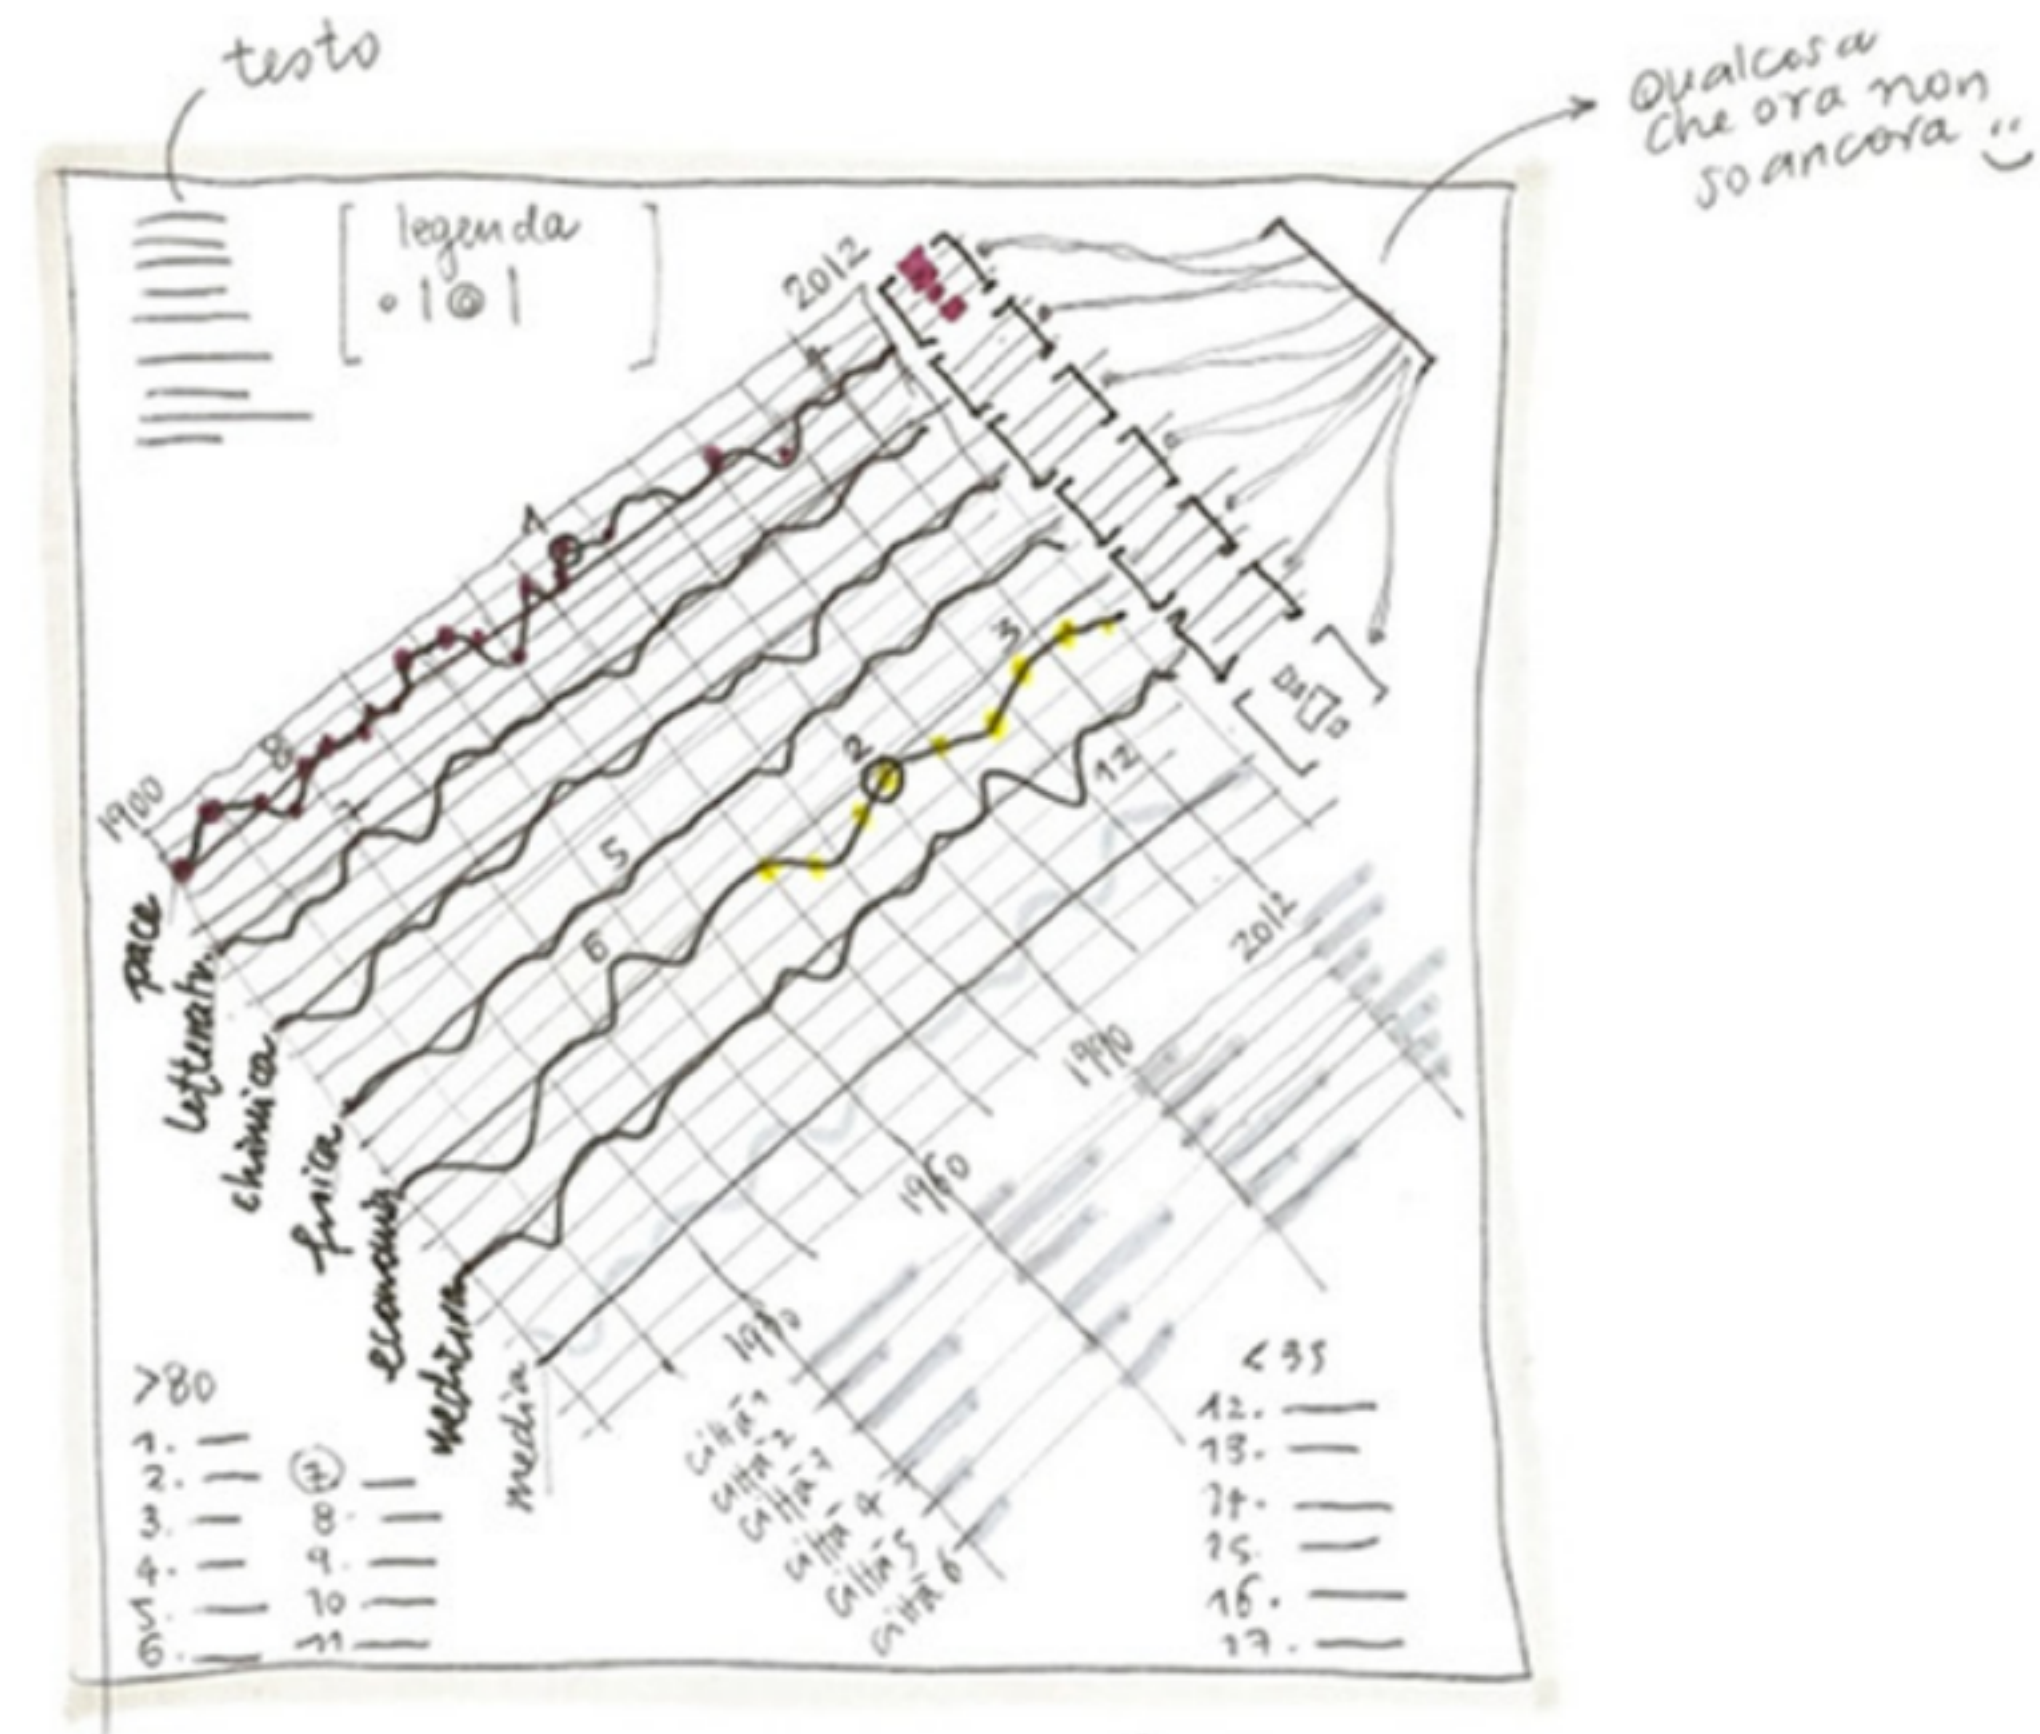 testo
Qualcosa
che ora non
so ancora
legenda
2012
1900
1
8
7
5
6
2
3
12
pace
letteratur.
chimica
fisica
economia
medicina
media
2012
1990
1960
1930
città 1
città 2
città 3
città 4
città 5
città 6
>80
1.
2.
3.
4.
5.
6.
7
8.
9.
10
11
<35
12.
13.
14.
15.
16.
17.